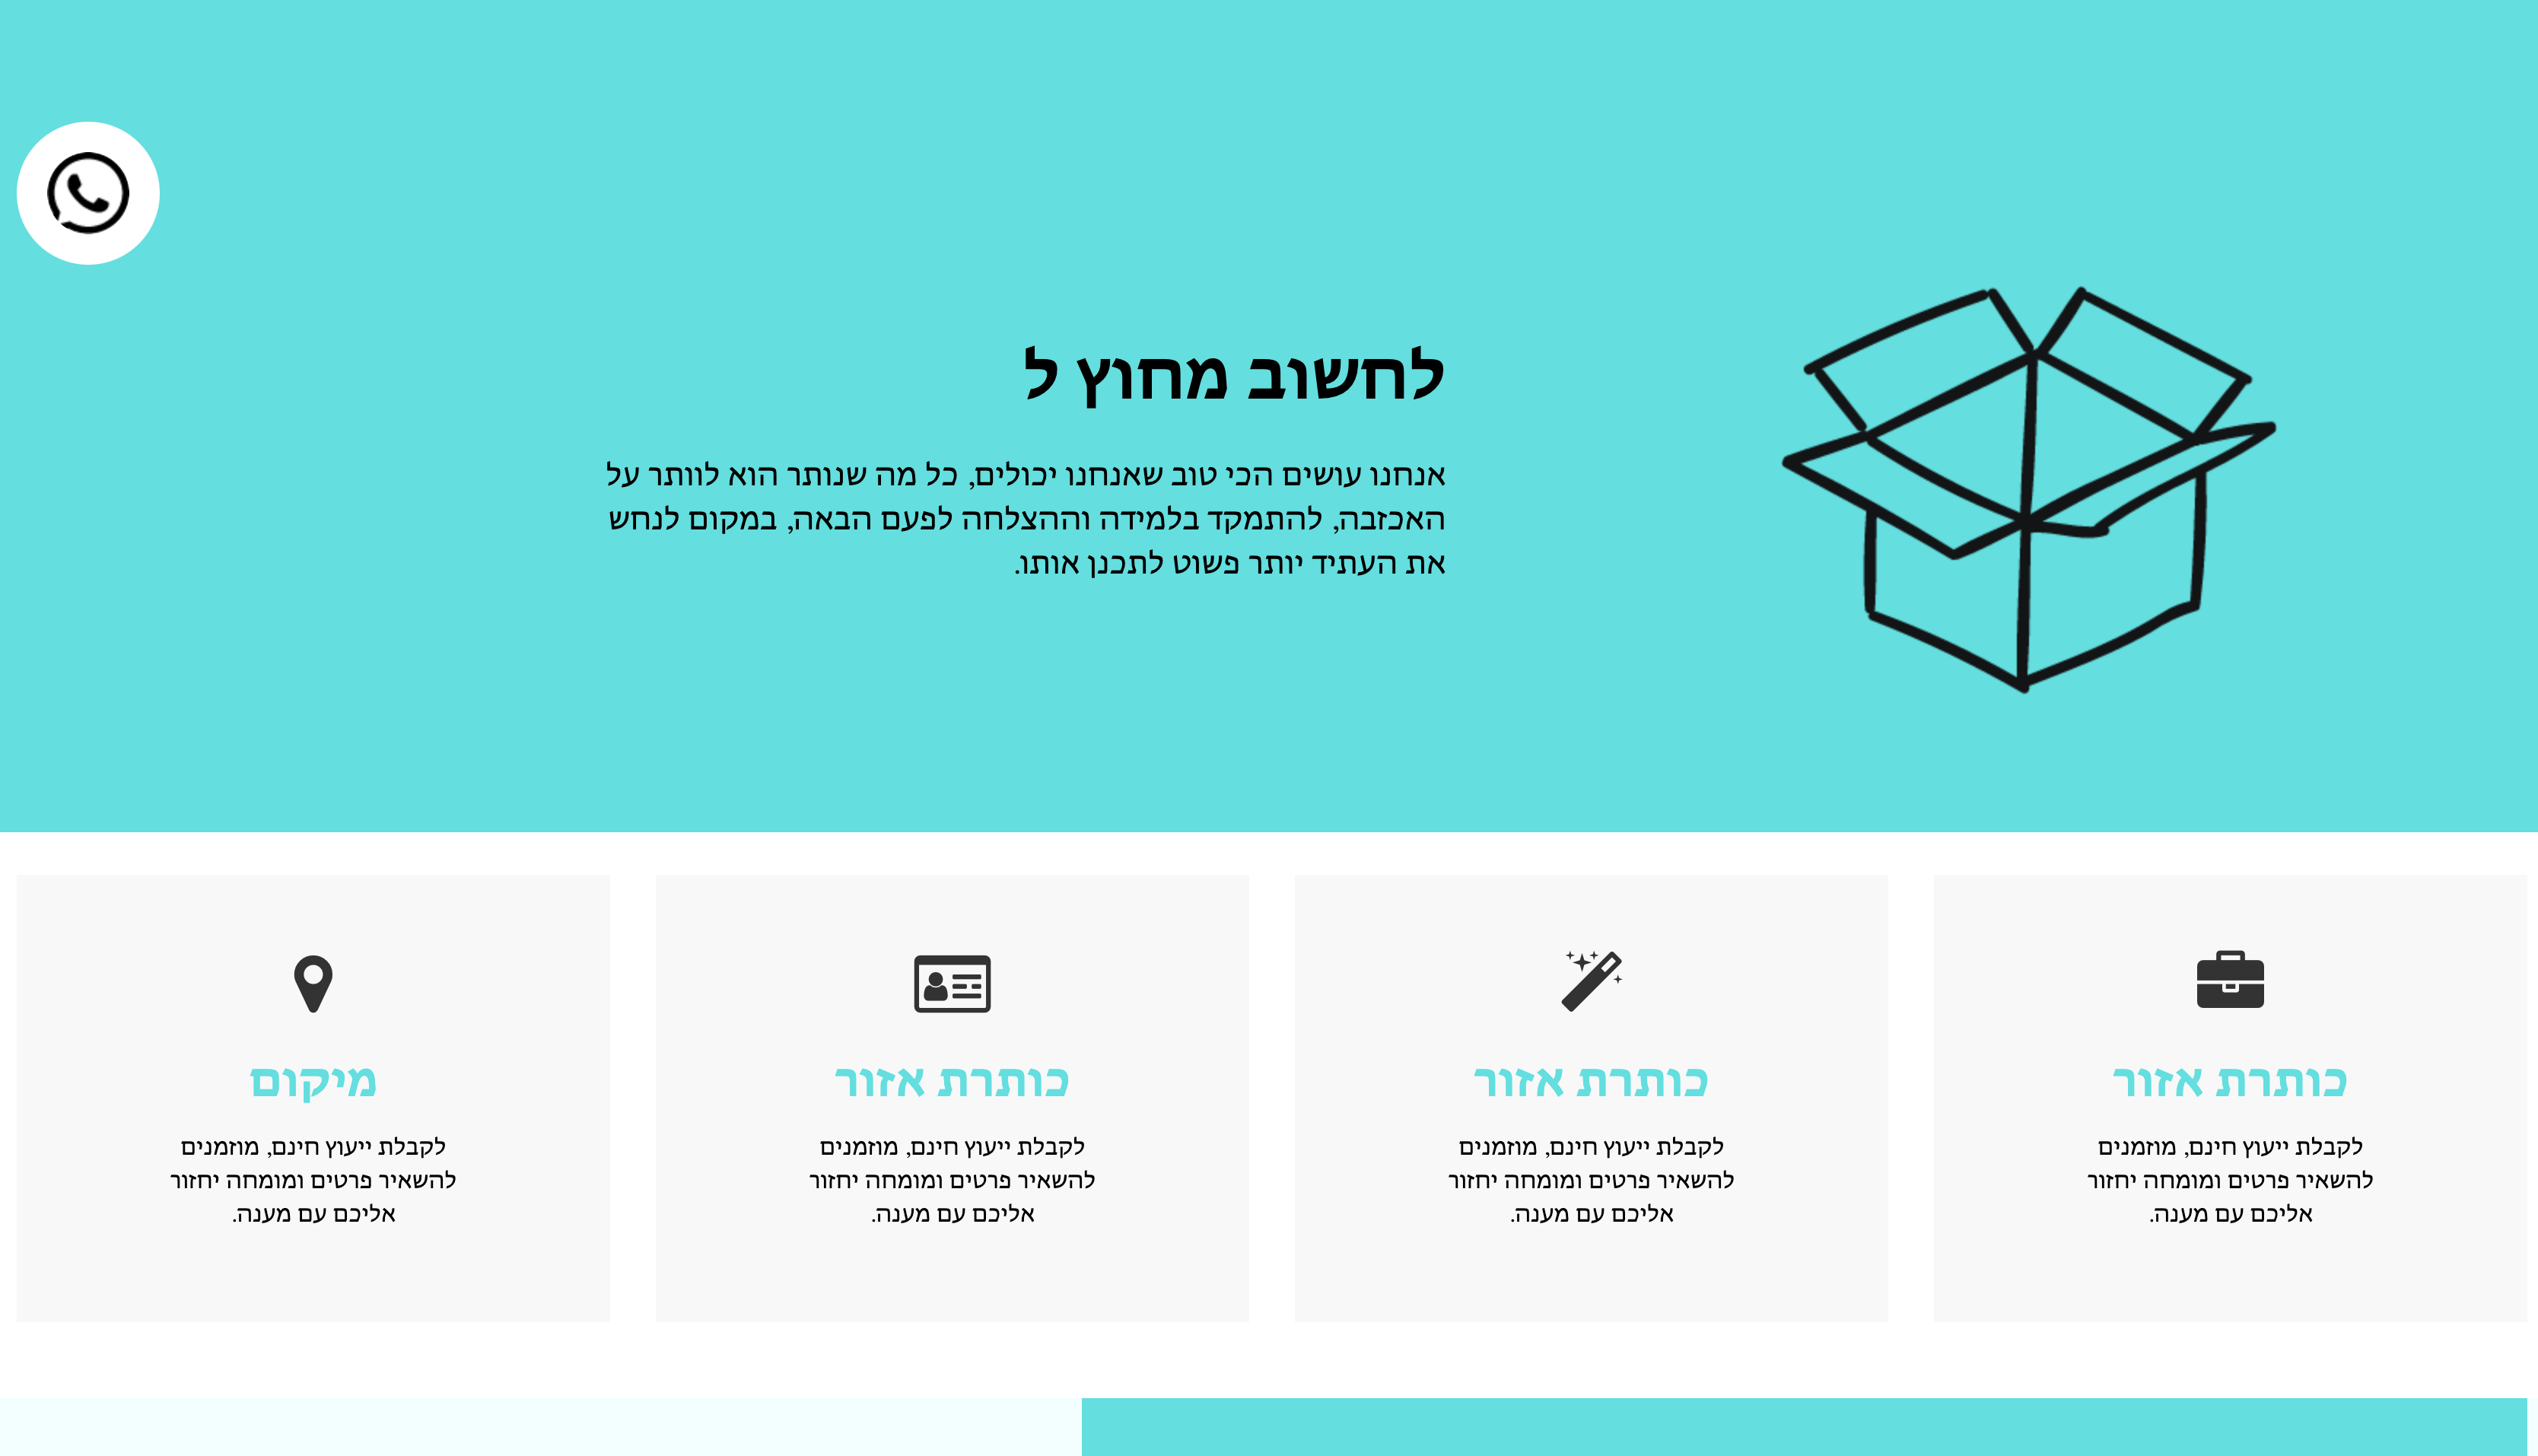 לחשוב מחוץ ל
אנחנו עושים הכי טוב שאנחנו יכולים, כל מה שנותר הוא לוותר על
האכזבה, להתמקד בלמידה וההצלחה לפעם הבאה, במקום לנחש
את העתיד יותר פשוט לתכנן אותו.
כותרת אזור
לקבלת ייעוץ חינם, מוזמנים
להשאיר פרטים ומומחה יחזור
אליכם עם מענה.
כותרת אזור
לקבלת ייעוץ חינם, מוזמנים
להשאיר פרטים ומומחה יחזור
אליכם עם מענה.
כותרת אזור
לקבלת ייעוץ חינם, מוזמנים
להשאיר פרטים ומומחה יחזור
אליכם עם מענה.
מיקום
לקבלת ייעוץ חינם, מוזמנים
להשאיר פרטים ומומחה יחזור
אליכם עם מענה.